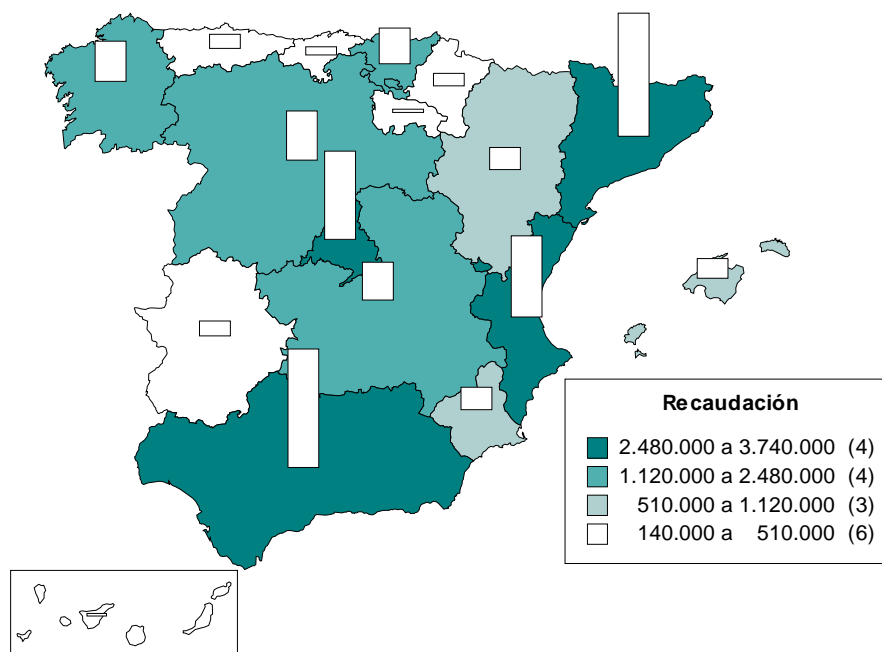 Recaudación
2.480.000 a 3.740.000 (4)
1.120.000 a 2.480.000 (4)
510.000 a 1.120.000 (3)
140.000 a 510.000 (6)